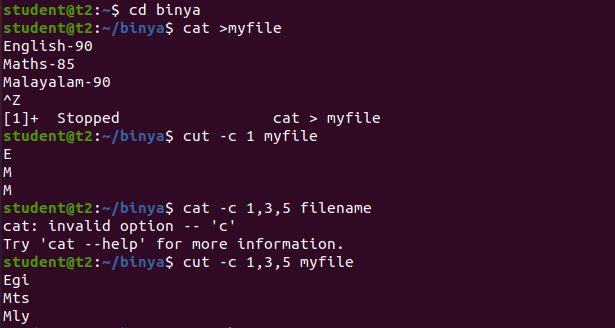 student@t2:~$ cd binya
student@t2:~/binya$ cat >myfile
English-90
Maths-85
Malayalam-90
^Z
[1]+  Stopped                 cat > myfile
student@t2:~/binya$ cut -c 1 myfile
E
M
M
student@t2:~/binya$ cat -c 1,3,5 filename
cat: invalid option -- 'c'
Try 'cat --help' for more information.
student@t2:~/binya$ cut -c 1,3,5 myfile
Egi
Mts
Mly